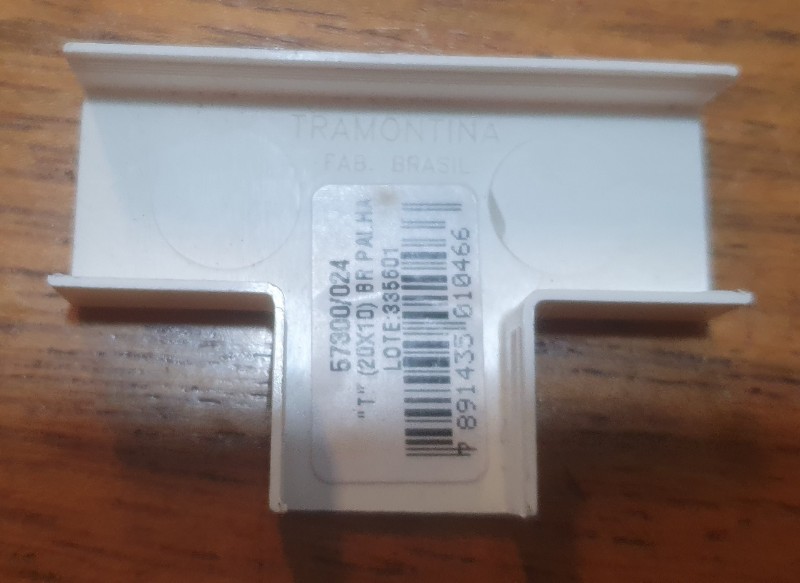 TRAMONTINA
FAB. BRASIL
57300/024
"T" (20X10) BR PALHA
LOTE:335601
7 891435 010466